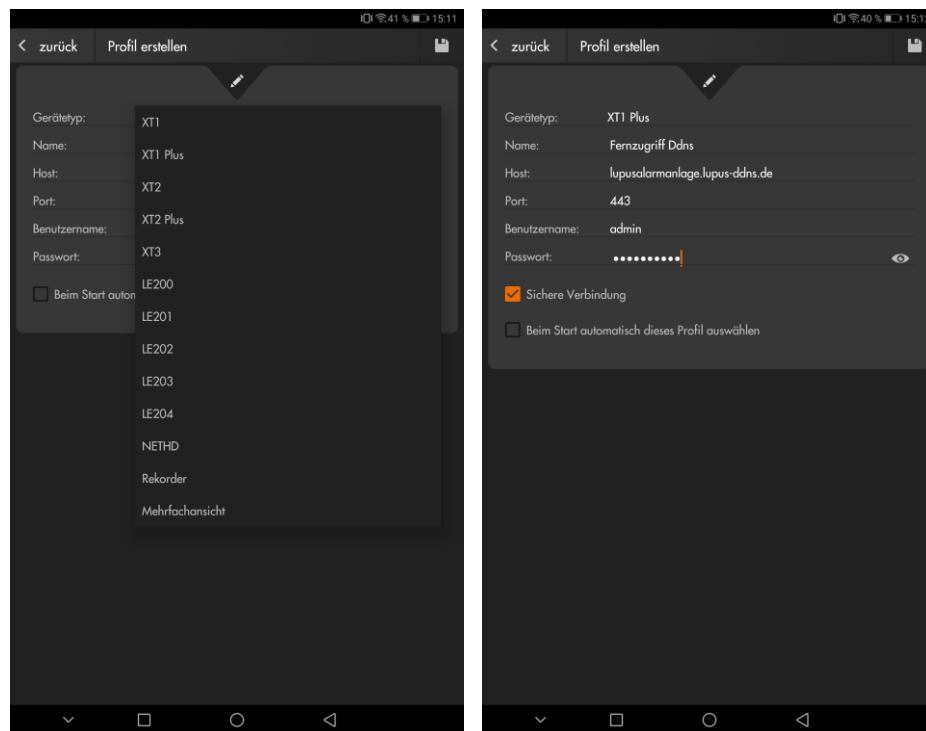 41 % 15:11
zurück Profil erstellen
Gerätetyp:
Name:
Host:
Port:
Benutzername:
Passwort:
Beim Start auton
XT1
XT1 Plus
XT2
XT2 Plus
XT3
LE200
LE201
LE202
LE203
LE204
NETHD
Rekorder
Mehrfachansicht
40 %
zurück Profil erstellen
Gerätetyp: XT1 Plus
Name: Fernzugriff Ddns
Host: lupusalarmanlage.lupus-ddns.de
Port: 443
Benutzername: admin
Passwort: ••••••••••
Sichere Verbindung
Beim Start automatisch dieses Profil auswählen